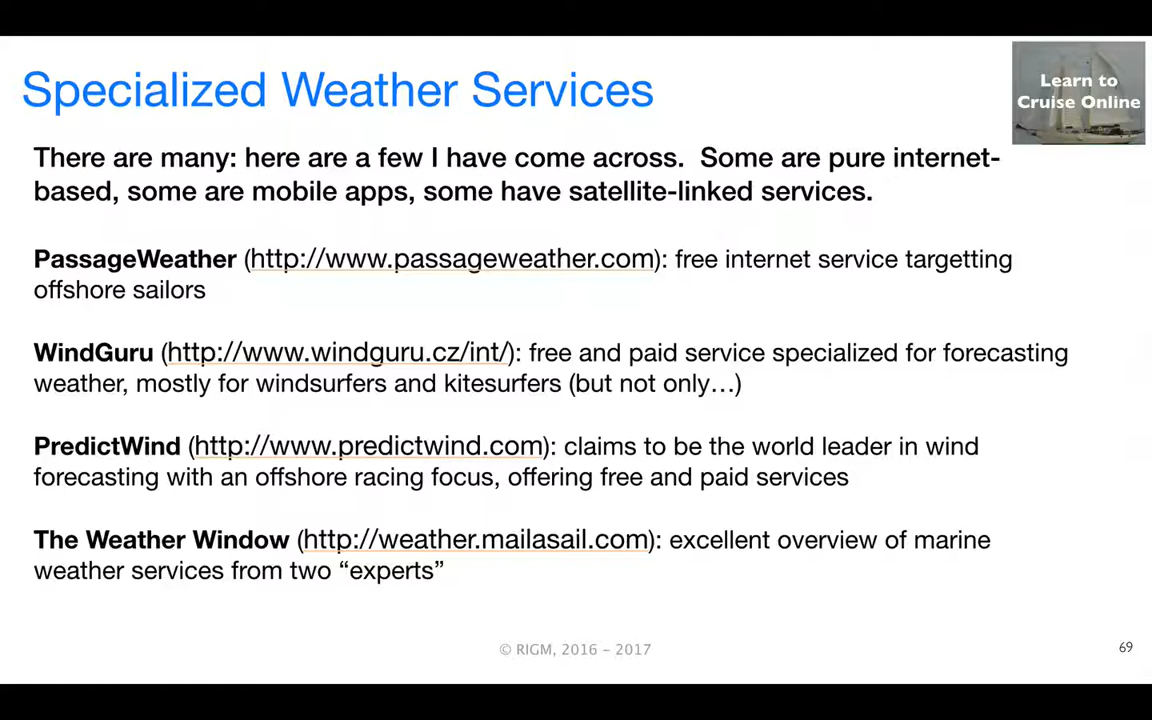 Specialized Weather Services
Learn to
Cruise Online
There are many: here are a few I have come across.  Some are pure internet-
based, some are mobile apps, some have satellite-linked services.
PassageWeather (http://www.passageweather.com): free internet service targetting
offshore sailors
WindGuru (http://www.windguru.cz/int/): free and paid service specialized for forecasting
weather, mostly for windsurfers and kitesurfers (but not only…)
PredictWind (http://www.predictwind.com): claims to be the world leader in wind
forecasting with an offshore racing focus, offering free and paid services
The Weather Window (http://weather.mailasail.com): excellent overview of marine
weather services from two “experts”
© RIGM, 2016 – 2017
69